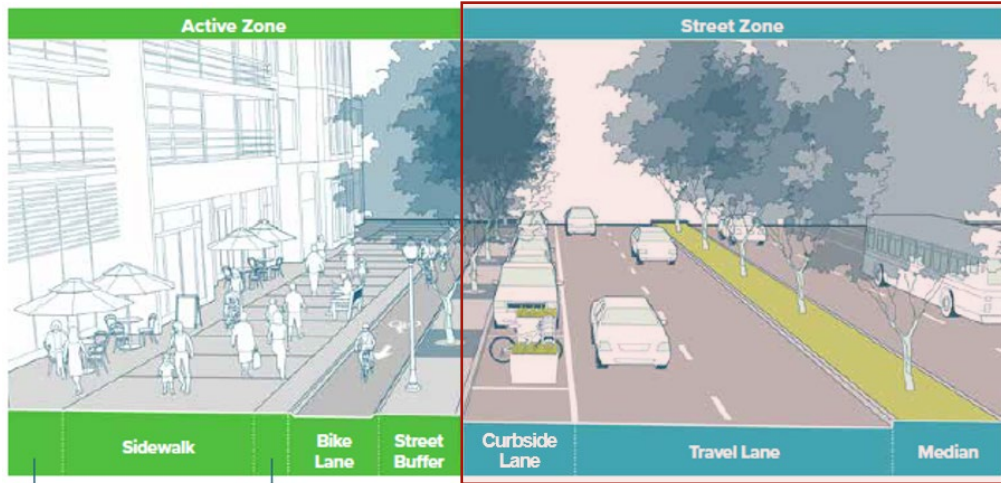 Active Zone
Street Zone
Sidewalk
Bike
Lane
Street
Buffer
Curbside
Lane
Travel Lane
Median